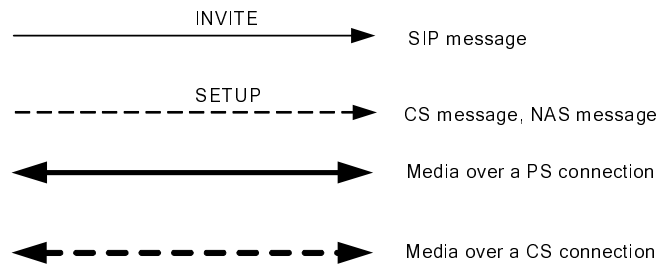 INVITE
SIP message
SETUP
CS message, NAS message
Media over a PS connection
Media over a CS connection